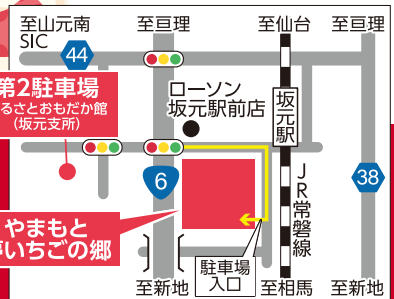 至山元南
SIC
至亘理
至仙台
至亘理
44
第2駐車場
るさとおもだか館
(坂元支所)
ローソン
坂元駅前店
坂元駅
6
38
JR常磐線
やまもと
いちごの郷
駐車場
入口
至新地
至相馬
至新地